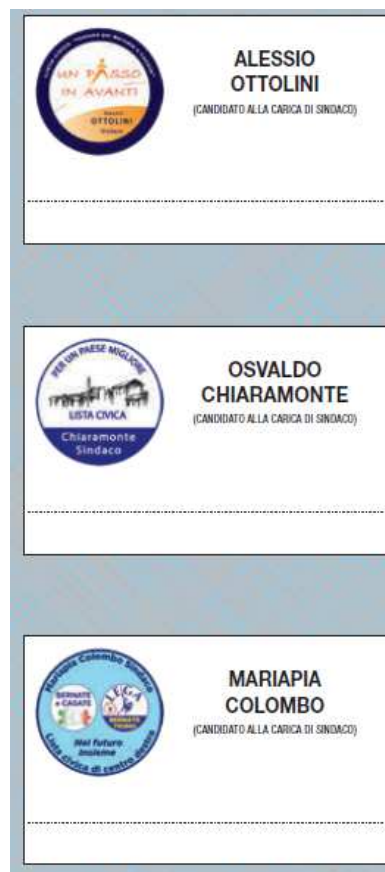 UN PASSO
IN AVANTI
OTTOLINI
Sindaco
ALESSIO
OTTOLINI
(CANDIDATO ALLA CARICA DI SINDACO)
PER UN PAESE MIGLIORE
LISTA CIVICA
Chiaramonte
Sindaco
OSVALDO
CHIARAMONTE
(CANDIDATO ALLA CARICA DI SINDACO)
Mariapia Colombo Sindaco
BERNATE
e CASATE
LEGA
Nel futuro
insieme
Lista civica di centro destra
MARIAPIA
COLOMBO
(CANDIDATO ALLA CARICA DI SINDACO)